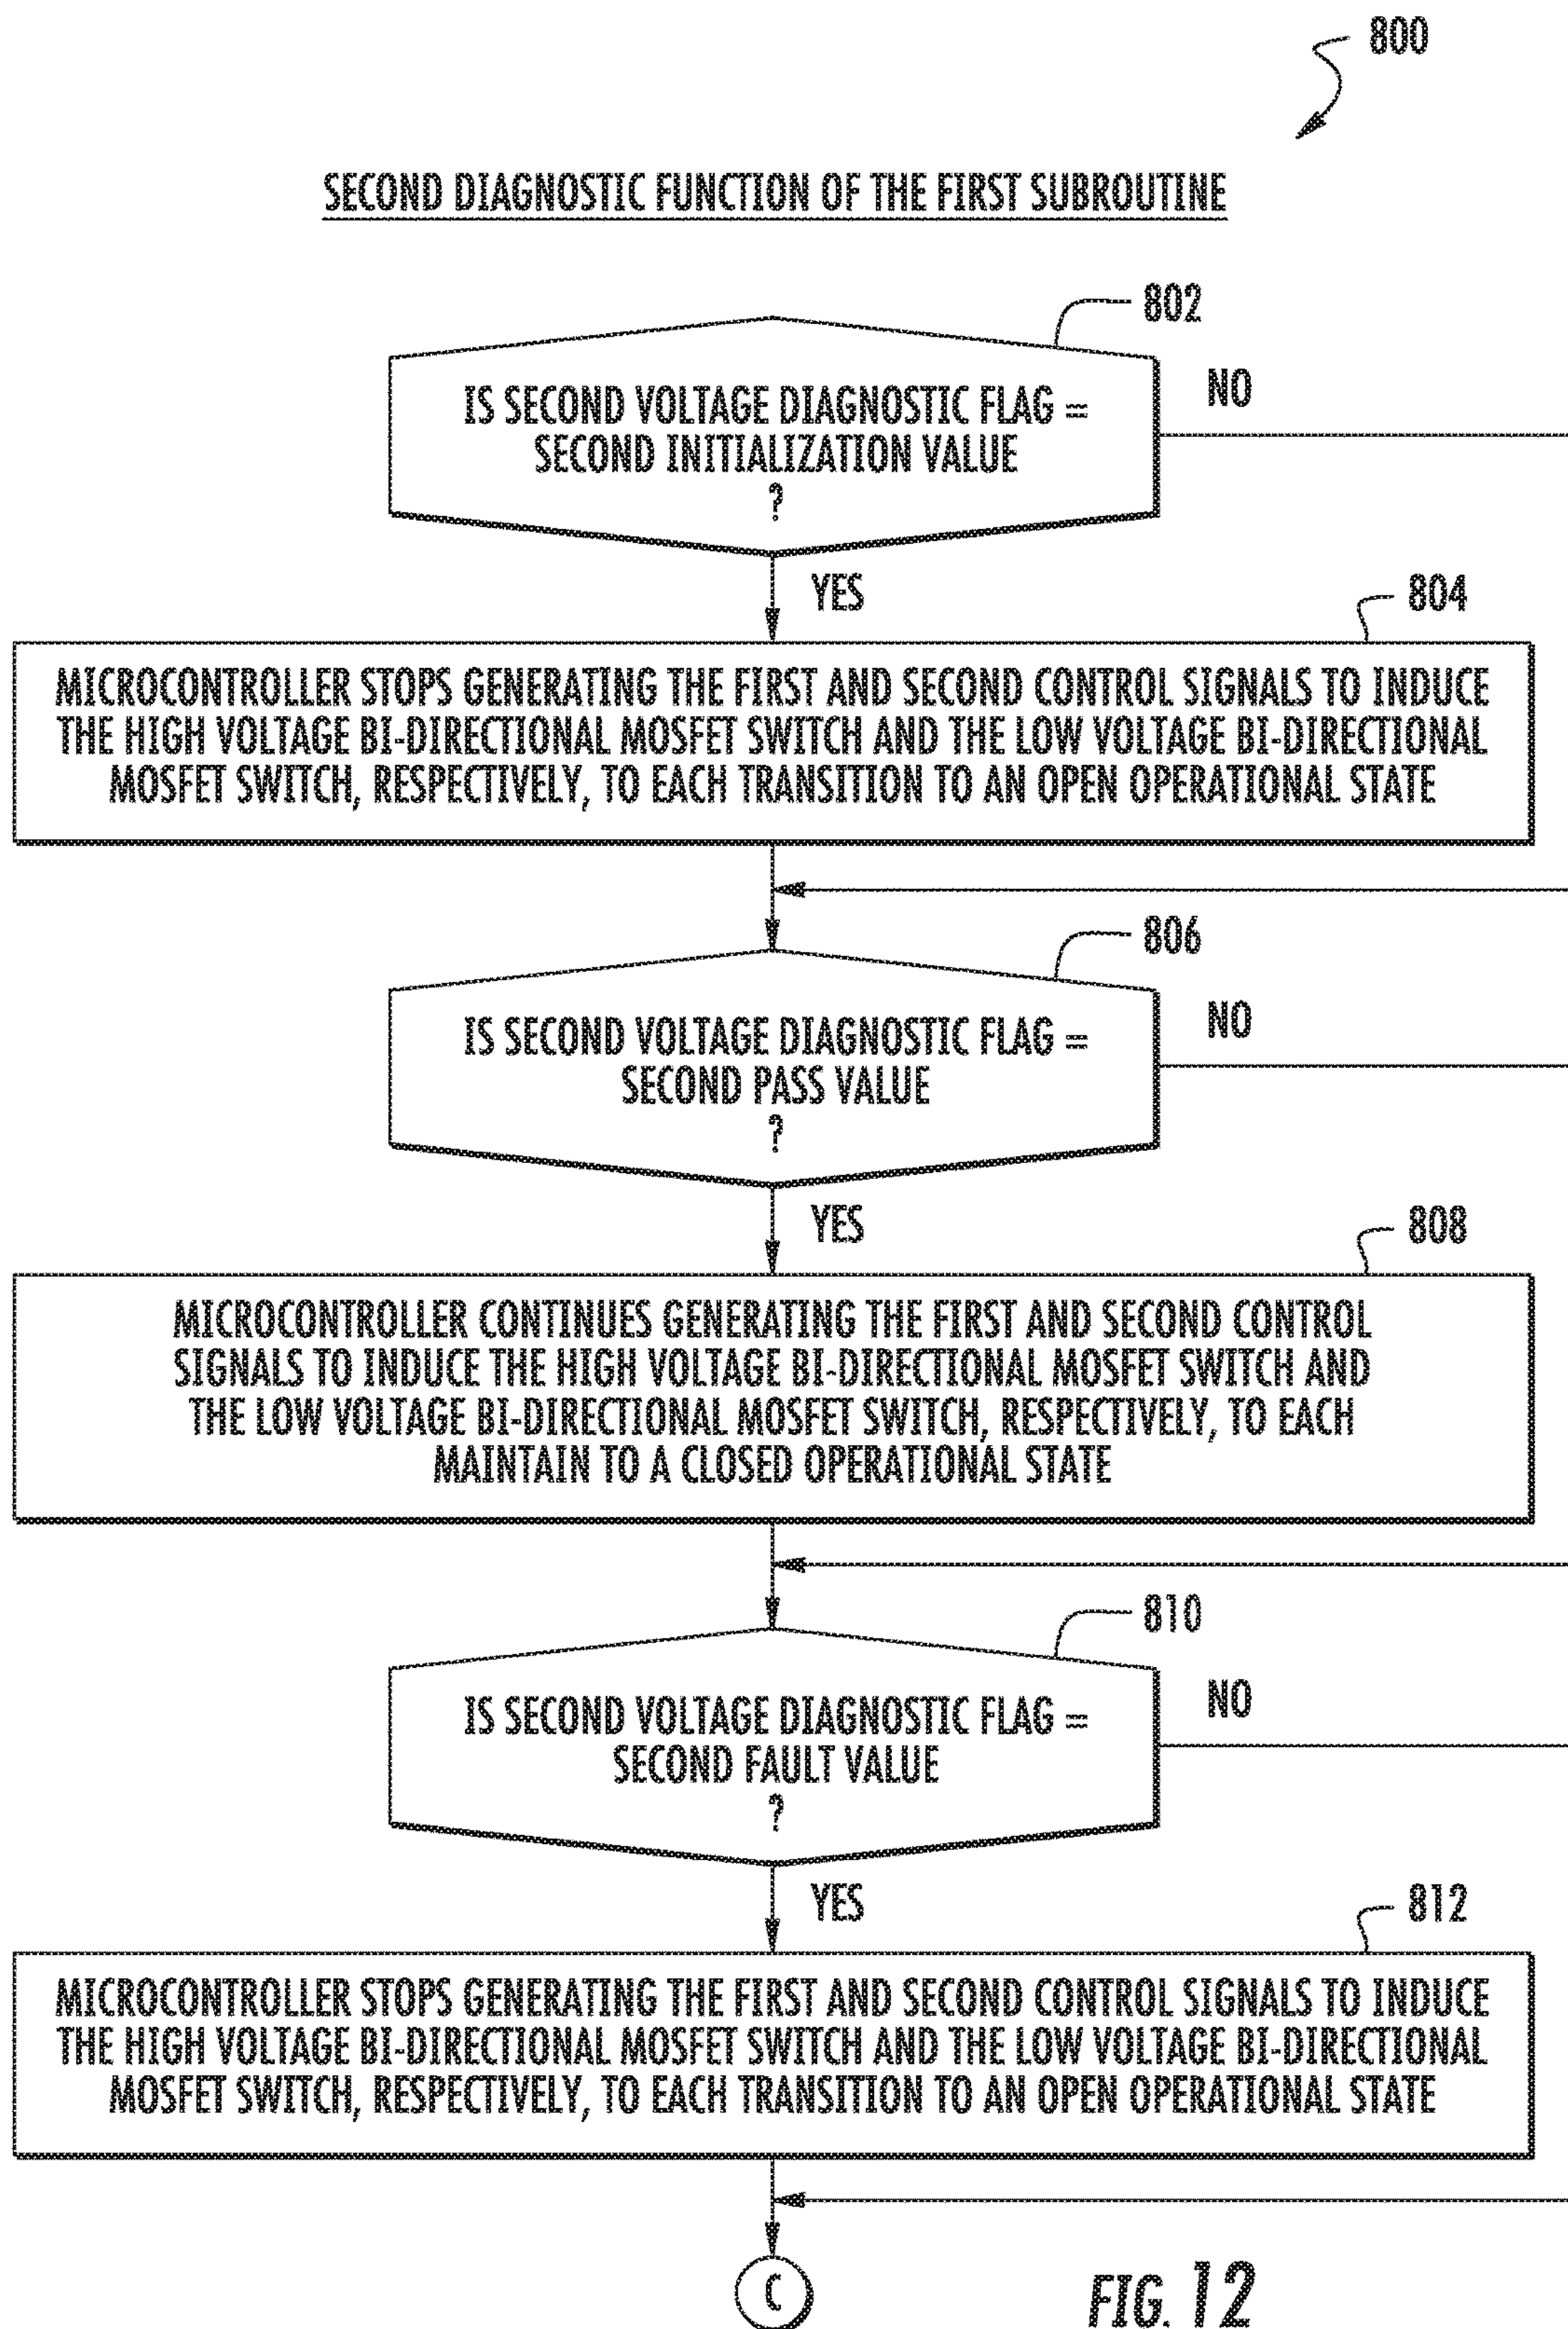 800
SECOND DIAGNOSTIC FUNCTION OF THE FIRST SUBROUTINE
802
IS SECOND VOLTAGE DIAGNOSTIC FLAG =
SECOND INITIALIZATION VALUE
?
NO
YES
804
MICROCONTROLLER STOPS GENERATING THE FIRST AND SECOND CONTROL SIGNALS TO INDUCE
THE HIGH VOLTAGE BI-DIRECTIONAL MOSFET SWITCH AND THE LOW VOLTAGE BI-DIRECTIONAL
MOSFET SWITCH, RESPECTIVELY, TO EACH TRANSITION TO AN OPEN OPERATIONAL STATE
806
IS SECOND VOLTAGE DIAGNOSTIC FLAG =
SECOND PASS VALUE
?
NO
YES
808
MICROCONTROLLER CONTINUES GENERATING THE FIRST AND SECOND CONTROL
SIGNALS TO INDUCE THE HIGH VOLTAGE BI-DIRECTIONAL MOSFET SWITCH AND
THE LOW VOLTAGE BI-DIRECTIONAL MOSFET SWITCH, RESPECTIVELY, TO EACH
MAINTAIN TO A CLOSED OPERATIONAL STATE
810
IS SECOND VOLTAGE DIAGNOSTIC FLAG =
SECOND FAULT VALUE
?
NO
YES
812
MICROCONTROLLER STOPS GENERATING THE FIRST AND SECOND CONTROL SIGNALS TO INDUCE
THE HIGH VOLTAGE BI-DIRECTIONAL MOSFET SWITCH AND THE LOW VOLTAGE BI-DIRECTIONAL
MOSFET SWITCH, RESPECTIVELY, TO EACH TRANSITION TO AN OPEN OPERATIONAL STATE
C
FIG. 12